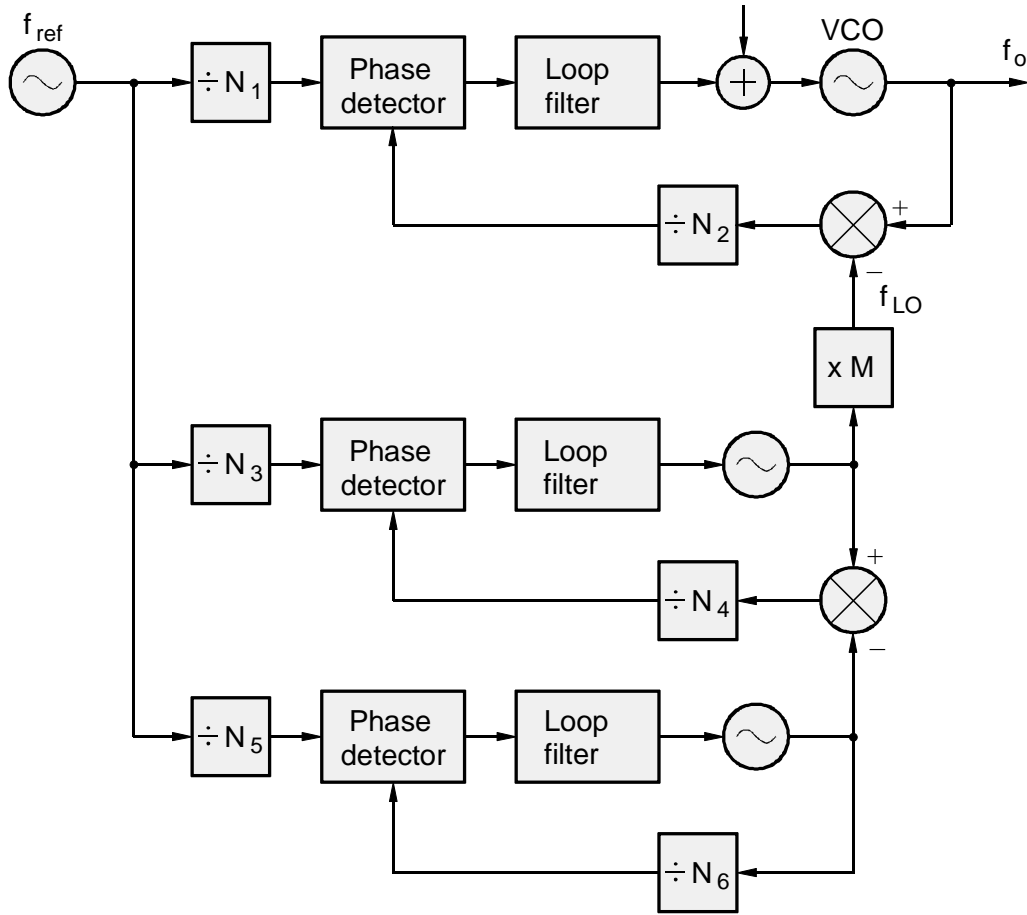 f ref
VCO
f o
÷ N 1
Phase
detector
Loop
filter
+
÷ N 2
+
−
f LO
x M
÷ N 3
Phase
detector
Loop
filter
+
÷ N 4
−
÷ N 5
Phase
detector
Loop
filter
÷ N 6